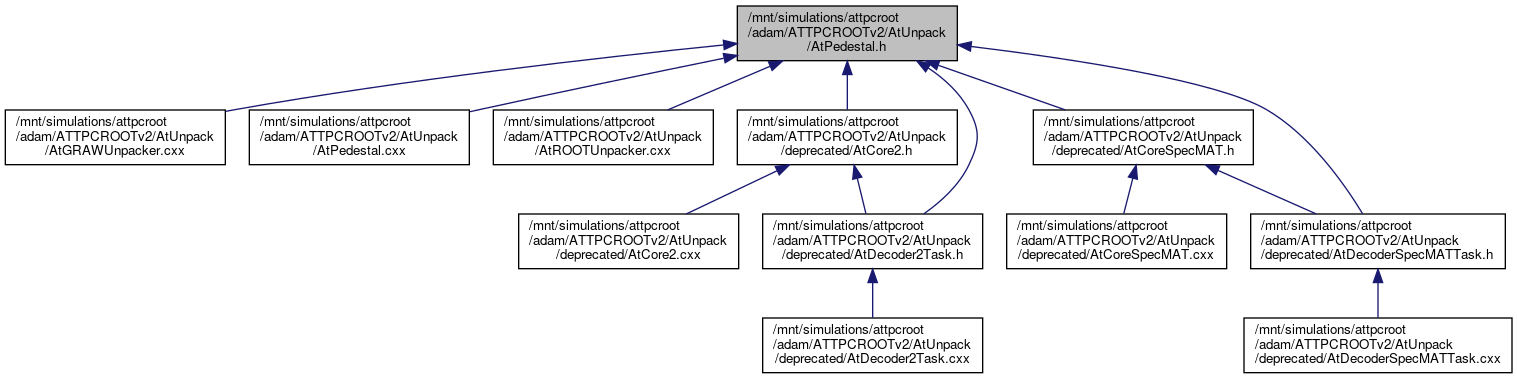 /mnt/simulations/attpcroot
/adam/ATTPCROOTv2/AtUnpack
/AtPedestal.h
/mnt/simulations/attpcroot
/adam/ATTPCROOTv2/AtUnpack
/AtGRAWUnpacker.cxx
/mnt/simulations/attpcroot
/adam/ATTPCROOTv2/AtUnpack
/AtPedestal.cxx
/mnt/simulations/attpcroot
/adam/ATTPCROOTv2/AtUnpack
/AtROOTUnpacker.cxx
/mnt/simulations/attpcroot
/adam/ATTPCROOTv2/AtUnpack
/deprecated/AtCore2.h
/mnt/simulations/attpcroot
/adam/ATTPCROOTv2/AtUnpack
/deprecated/AtCoreSpecMAT.h
/mnt/simulations/attpcroot
/adam/ATTPCROOTv2/AtUnpack
/deprecated/AtCore2.cxx
/mnt/simulations/attpcroot
/adam/ATTPCROOTv2/AtUnpack
/deprecated/AtDecoder2Task.h
/mnt/simulations/attpcroot
/adam/ATTPCROOTv2/AtUnpack
/deprecated/AtCoreSpecMAT.cxx
/mnt/simulations/attpcroot
/adam/ATTPCROOTv2/AtUnpack
/deprecated/AtDecoderSpecMATTask.h
/mnt/simulations/attpcroot
/adam/ATTPCROOTv2/AtUnpack
/deprecated/AtDecoder2Task.cxx
/mnt/simulations/attpcroot
/adam/ATTPCROOTv2/AtUnpack
/deprecated/AtDecoderSpecMATTask.cxx